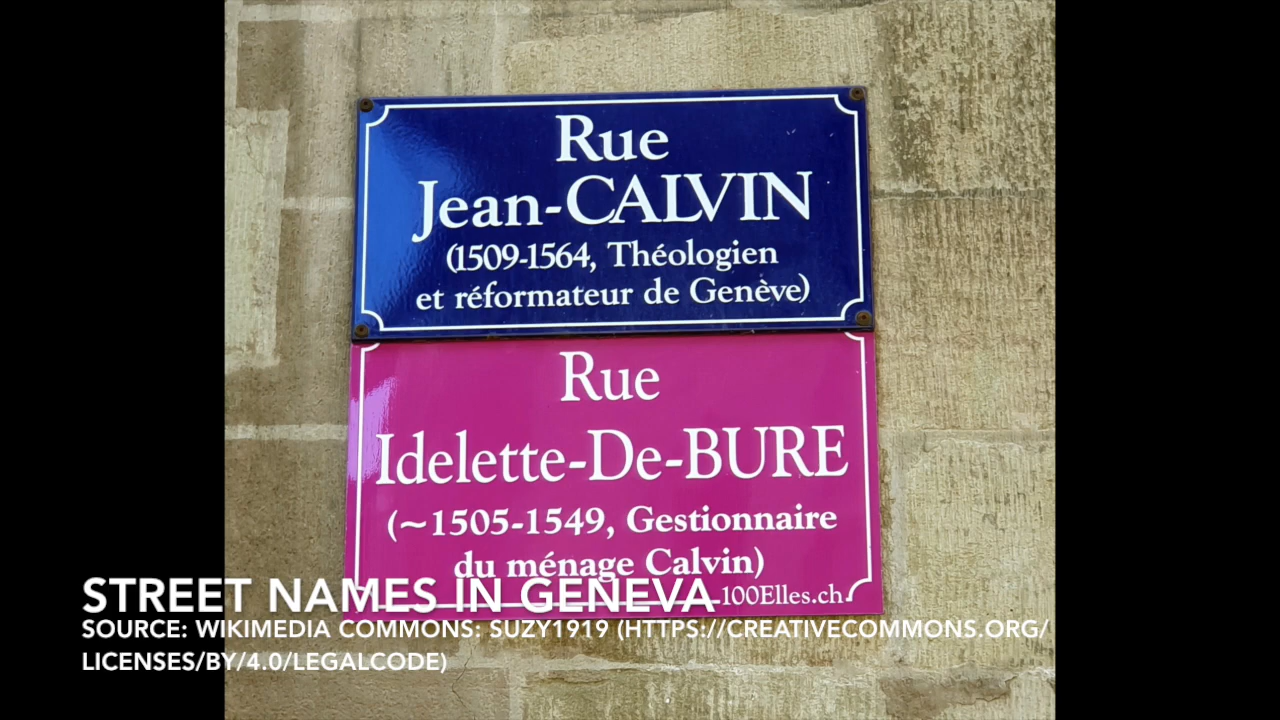 Rue
Jean-CALVIN
(1509-1564, Théologien
et réformateur de Genève)
Rue
Idelette-De-BURE
(~1505-1549, Gestionnaire
du ménage Calvin)
100Elles.ch
STREET NAMES IN GENEVA
SOURCE: WIKIMEDIA COMMONS: SUZY1919 (HTTPS://CREATIVECOMMONS.ORG/
LICENSES/BY/4.0/LEGALCODE)